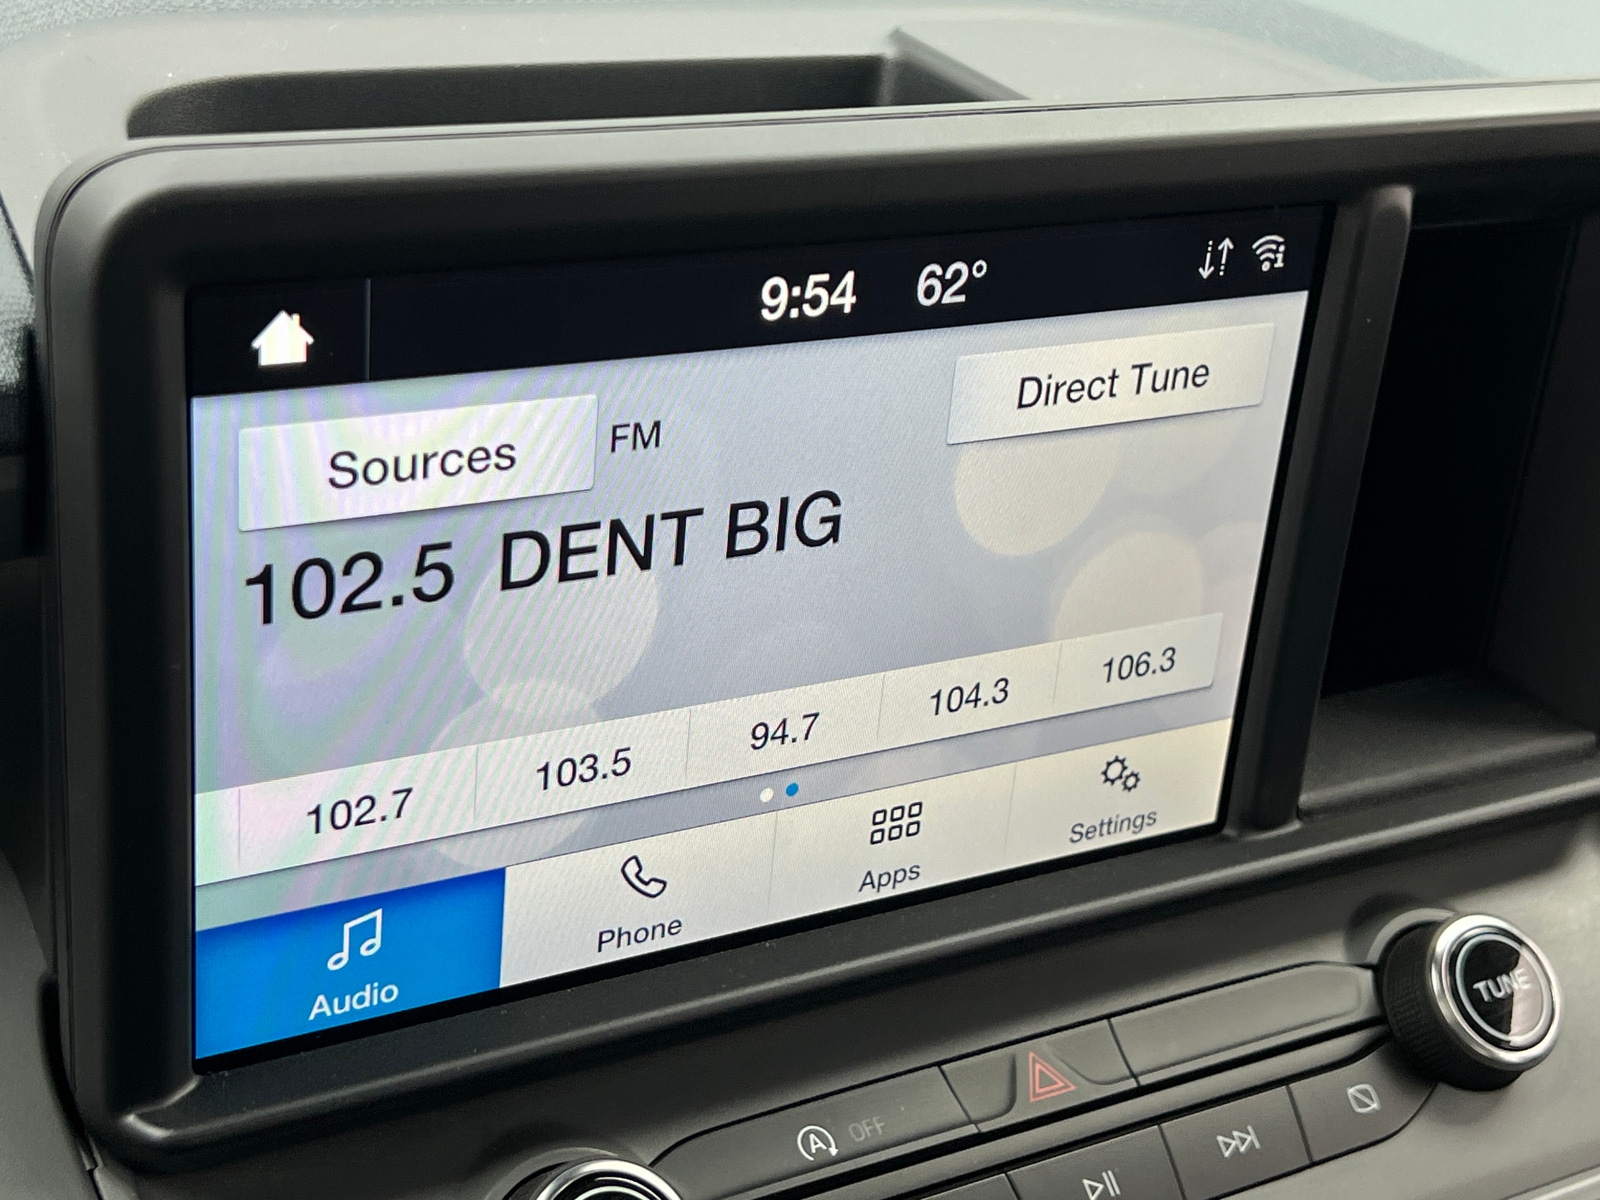 9:54 62°
Sources FM Direct Tune
102.5 DENT BIG
102.7 103.5 94.7 104.3 106.3
Audio Phone Apps Settings
TUNE
A OFF